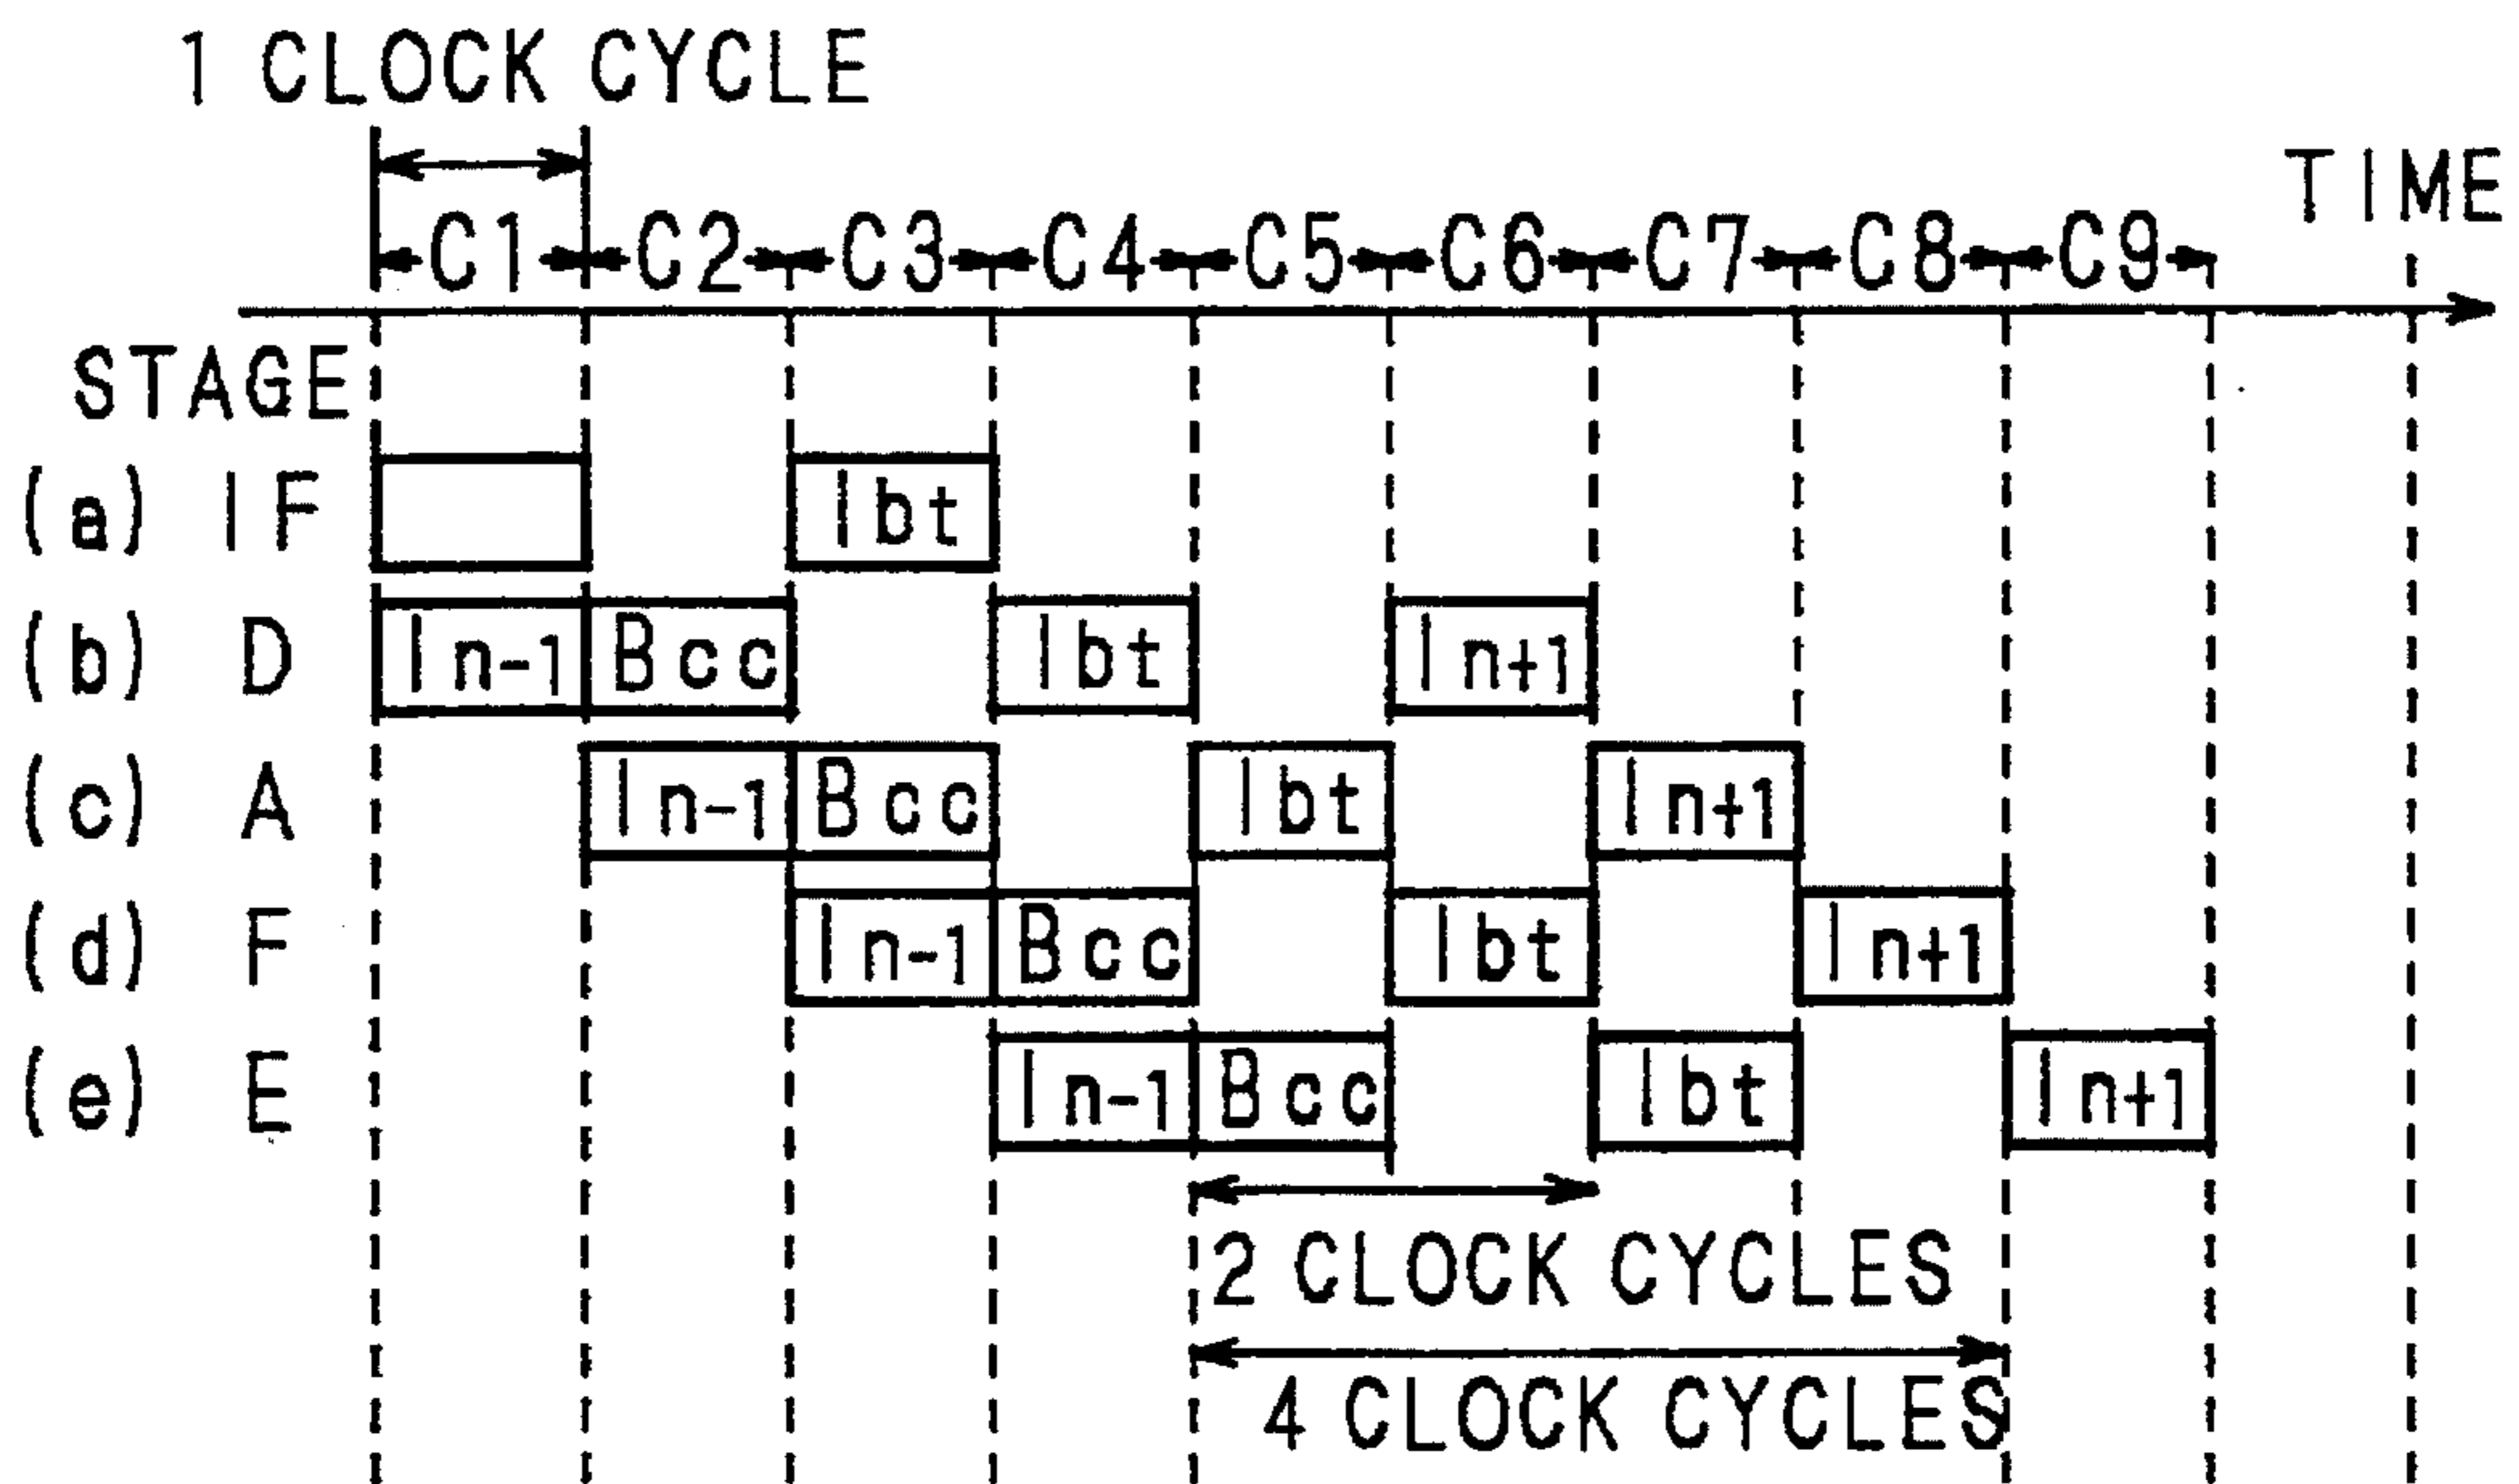 1 CLOCK CYCLE
TIME
C1 C2 C3 C4 C5 C6 C7 C8 C9
STAGE
(a) IF Ibt
(b) D In-1 Bcc Ibt In+1
(c) A In-1 Bcc Ibt In+1
(d) F In-1 Bcc Ibt In+1
(e) E In-1 Bcc Ibt In+1
2 CLOCK CYCLES
4 CLOCK CYCLES